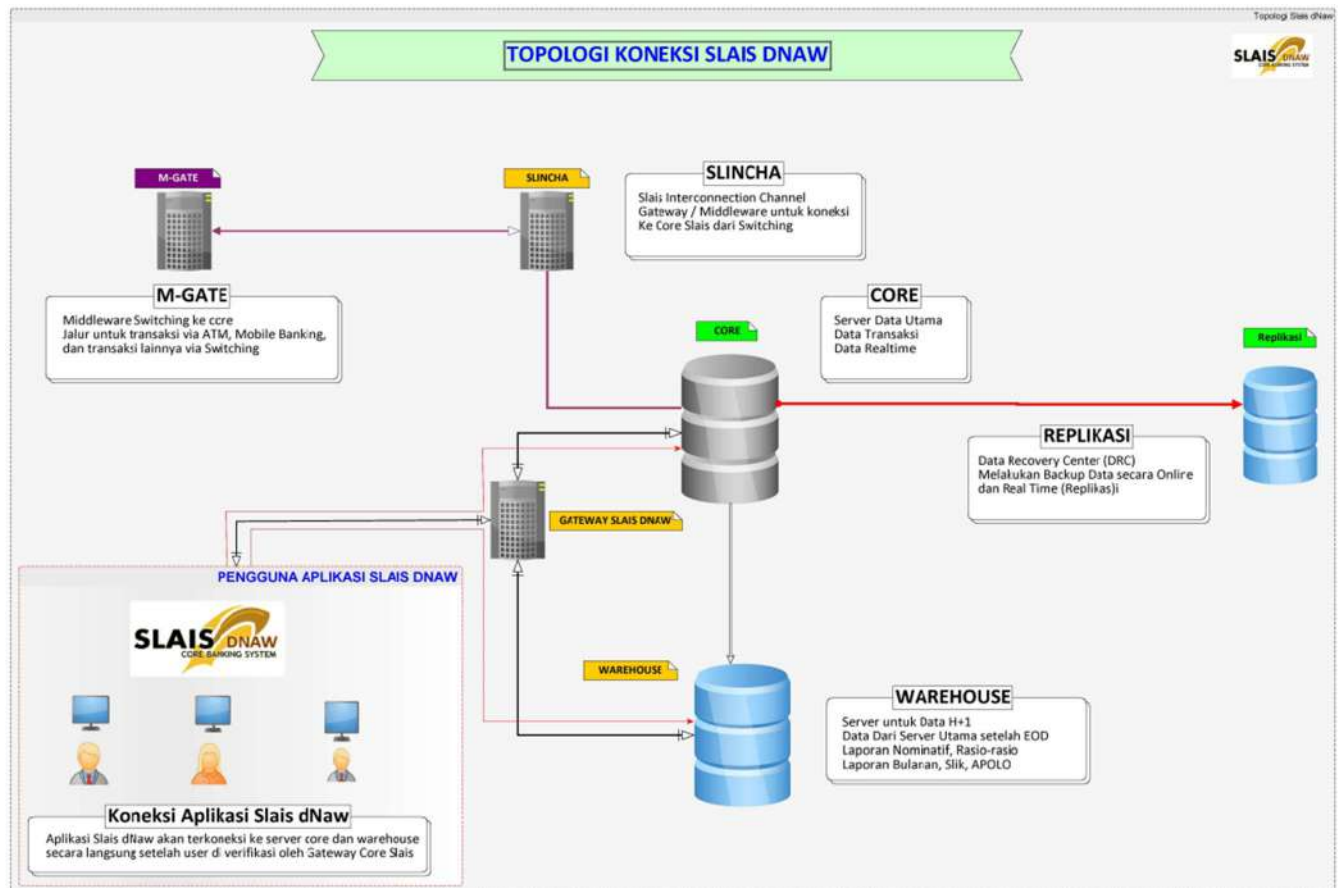 Topologi Slais dNaw
TOPOLOGI KONEKSI SLAIS DNAW
SLAIS DNAW
CORE BANKING SYSTEM
M-GATE
SLINCHA
SLINCHA
Slais Interconnection Channel
Gateway / Middleware untuk koneksi
Ke Core Slais dari Switching
M-GATE
Middleware Switching ke core
Jalur untuk transaksi via ATM, Mobile Banking,
dan transaksi lainnya via Switching
CORE
CORE
Server Data Utama
Data Transaksi
Data Realtime
Replikasi
REPLIKASI
Data Recovery Center (DRC)
Melakukan Backup Data secara Online
dan Real Time (Replikas)i
GATEWAY SLAIS DNAW
PENGGUNA APLIKASI SLAIS DNAW
SLAIS DNAW
CORE BANKING SYSTEM
WAREHOUSE
WAREHOUSE
Server untuk Data H+1
Data Dari Server Utama setelah EOD
Laporan Nominatif, Rasio-rasio
Laporan Bulanan, Slik, APOLO
Koneksi Aplikasi Slais dNaw
Aplikasi Slais dNaw akan terkoneksi ke server core dan warehouse
secara langsung setelah user di verifikasi oleh Gateway Core Slais